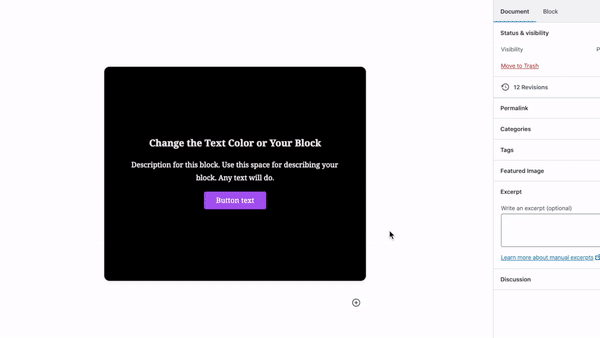 Document Block
Status & visibility
Visibility P
Move to Trash
12 Revisions
Permalink
Categories
Tags
Featured Image
Excerpt
Write an excerpt (optional)
Learn more about manual excerpts
Discussion
Change the Text Color or Your Block
Description for this block. Use this space for describing your
block. Any text will do.
Button text